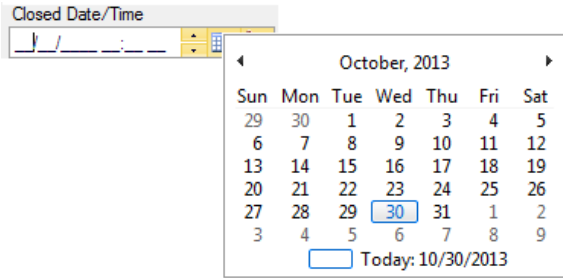 Closed Date/Time
__/__/____ __:__ __
October, 2013
Sun Mon Tue Wed Thu Fri Sat
29 30 1 2 3 4 5
6 7 8 9 10 11 12
13 14 15 16 17 18 19
20 21 22 23 24 25 26
27 28 29 30 31 1 2
3 4 5 6 7 8 9
Today: 10/30/2013